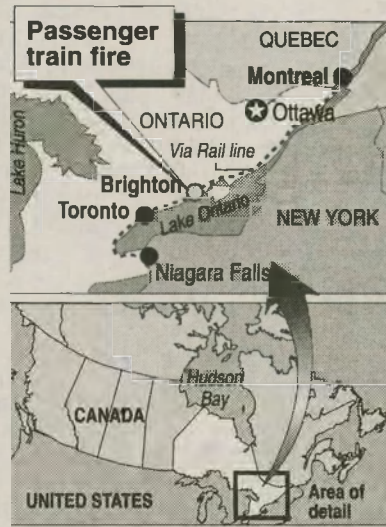 Passenger
train fire
QUEBEC
Montreal
Ottawa
ONTARIO
Lake Huron
Via Rail line
Brighton
Toronto
Lake Ontario
NEW YORK
Niagara Falls
Hudson
Bay
CANADA
UNITED STATES
Area of
detail